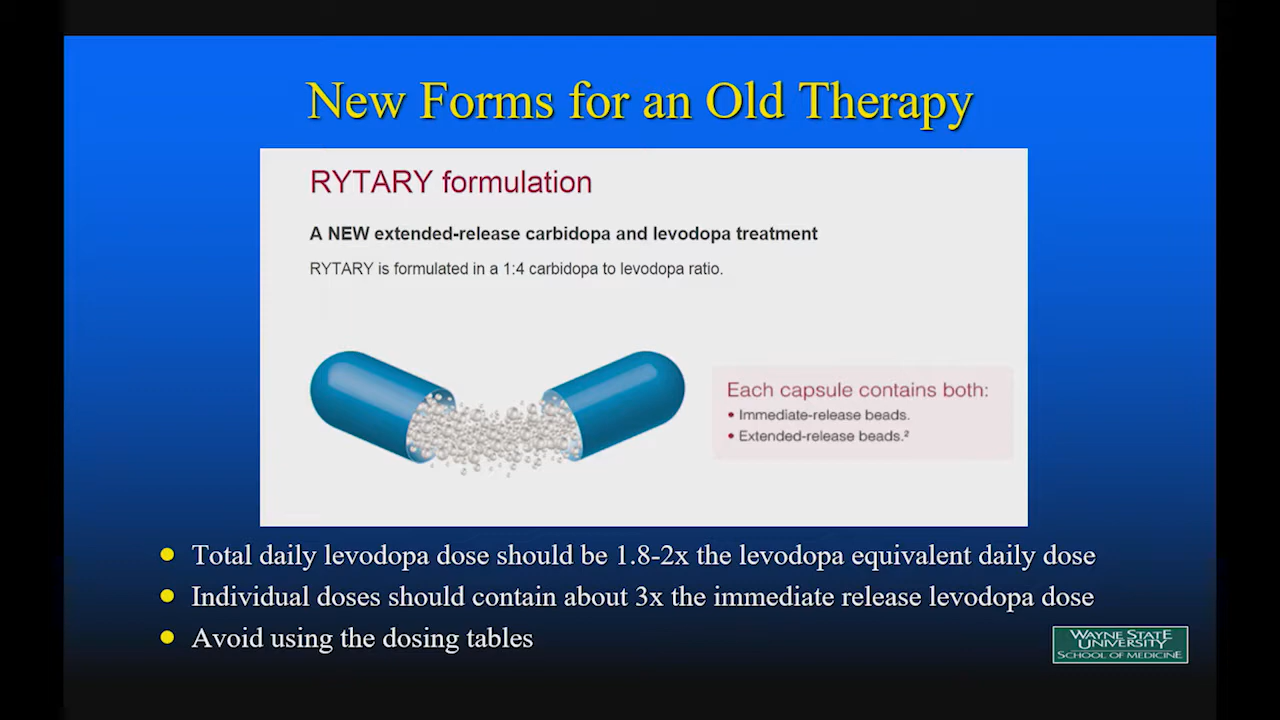 New Forms for an Old Therapy
RYTARY formulation
A NEW extended-release carbidopa and levodopa treatment
RYTARY is formulated in a 1:4 carbidopa to levodopa ratio.
Each capsule contains both:
• Immediate-release beads.
• Extended-release beads.²
• Total daily levodopa dose should be 1.8-2x the levodopa equivalent daily dose
• Individual doses should contain about 3x the immediate release levodopa dose
• Avoid using the dosing tables
WAYNE STATE
UNIVERSITY
SCHOOL OF MEDICINE